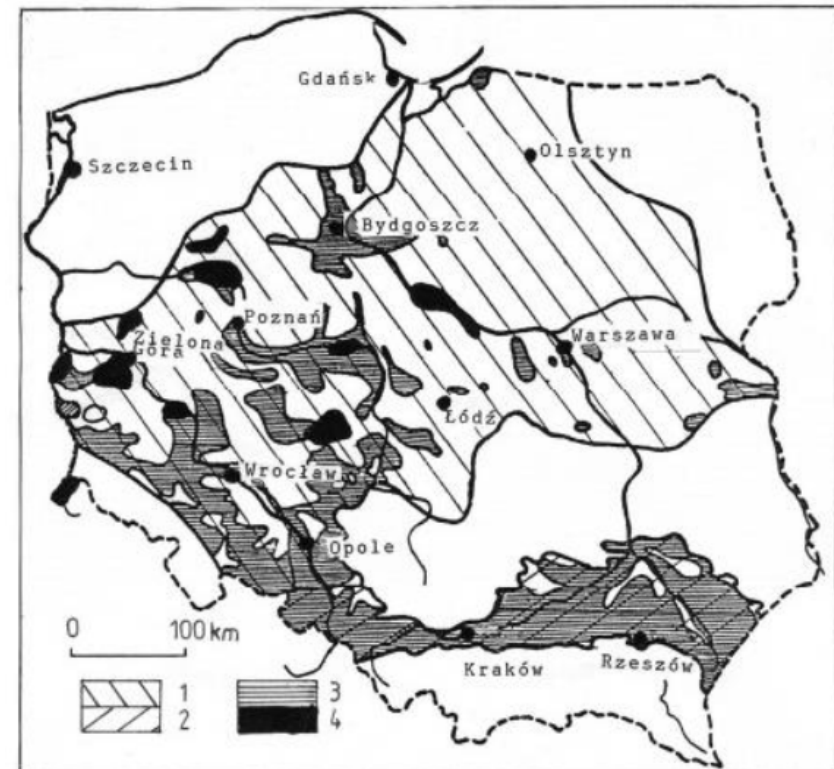 Gdańsk
Olsztyn
Szczecin
Bydgoszcz
Poznań
Warszawa
Zielona
Góra
Łódź
Wrocław
Opole
0 100 km
Kraków
Rzeszów
1
2
3
4